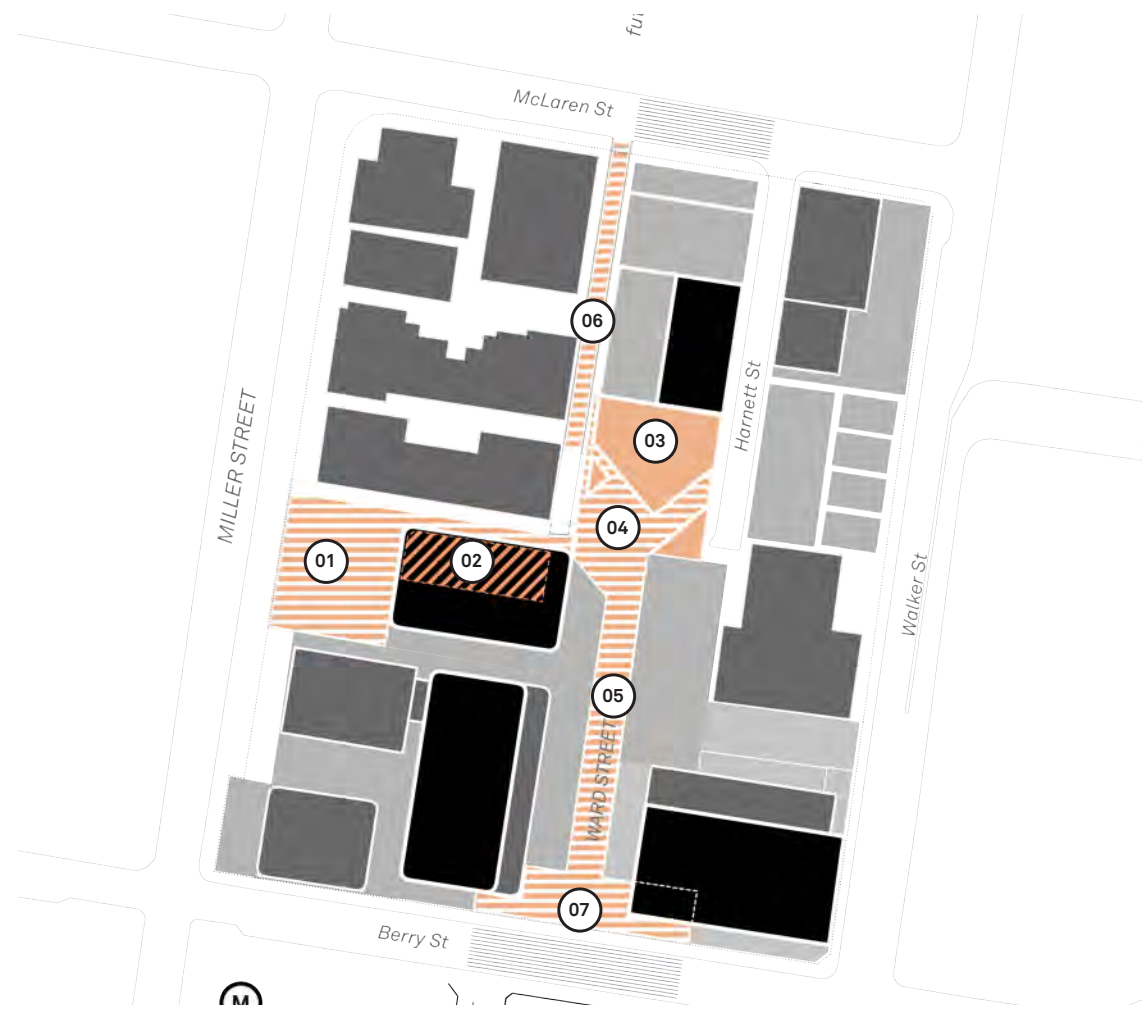 McLaren St
06
Harnett St
03
MILLER STREET
04
01
02
Walker St
05
WARD STREET
07
Berry St
M